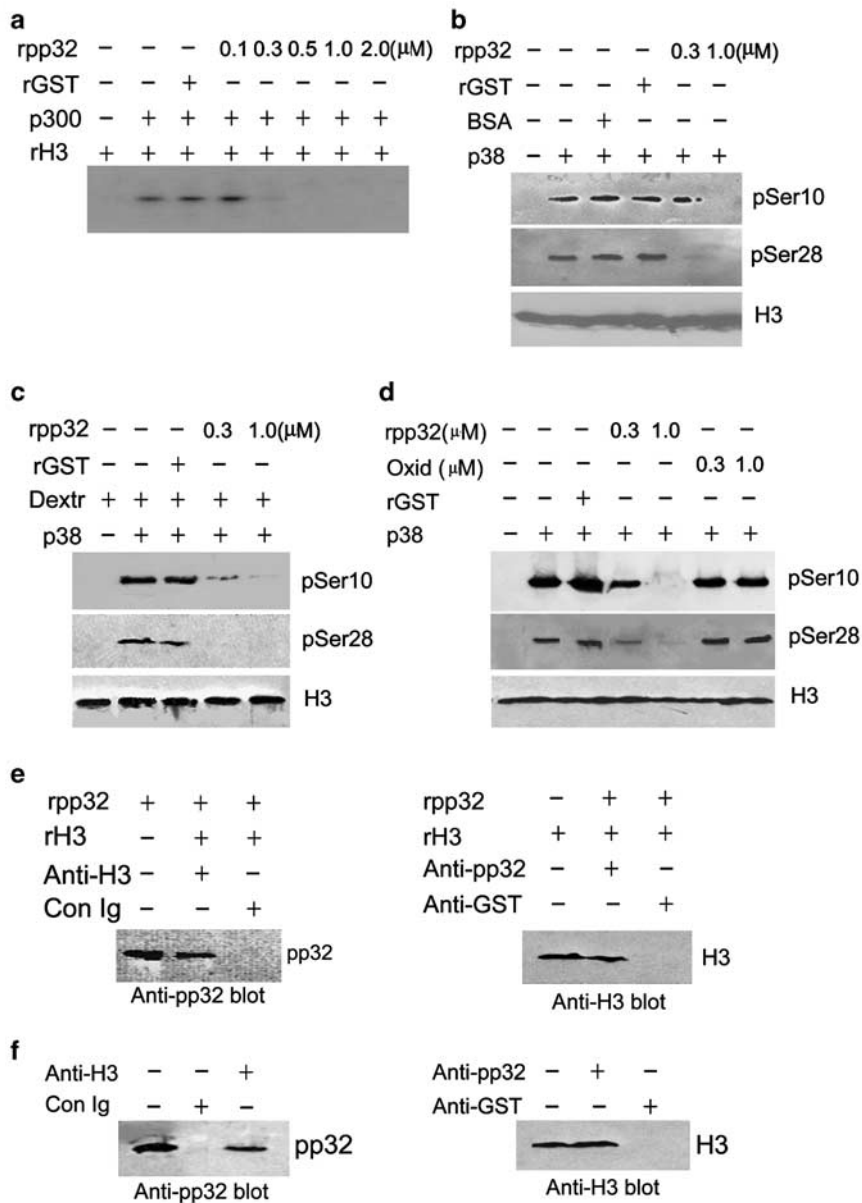 a
rpp32 − − − 0.1 0.3 0.5 1.0 2.0(μM)
rGST − − + − − − − −
p300 − + + + + + + +
rH3 + + + + + + + +
b
rpp32 − − − − 0.3 1.0(μM)
rGST − − − + − −
BSA − − + − − −
p38 − + + + + +
pSer10
pSer28
H3
c
rpp32 − − − 0.3 1.0(μM)
rGST − − + − −
Dextr + + + + +
p38 − + + + +
pSer10
pSer28
H3
d
rpp32(μM) − − − 0.3 1.0 − −
Oxid (μM) − − − − − 0.3 1.0
rGST − − + − − − −
p38 − + + + + + +
pSer10
pSer28
H3
e
rpp32 + + +
rH3 − + +
Anti-H3 − + −
Con Ig − − +
pp32
Anti-pp32 blot
rpp32 − + +
rH3 + + +
Anti-pp32 − + −
Anti-GST − − +
H3
Anti-H3 blot
f
Anti-H3 − − +
Con Ig − + −
pp32
Anti-pp32 blot
Anti-pp32 − + −
Anti-GST − − +
H3
Anti-H3 blot